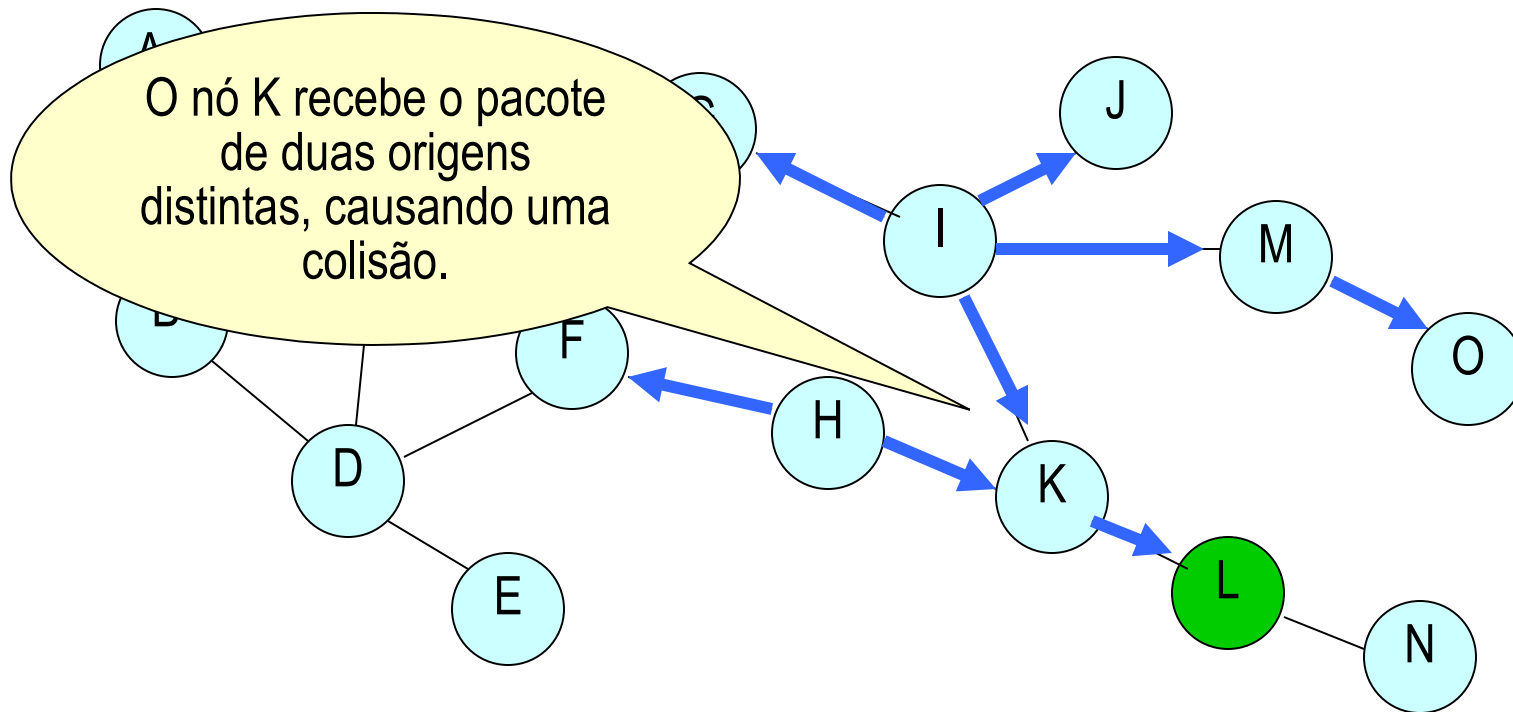 A
O nó K recebe o pacote
de duas origens
distintas, causando uma
colisão.
J
I
M
F
O
H
D
K
L
E
N